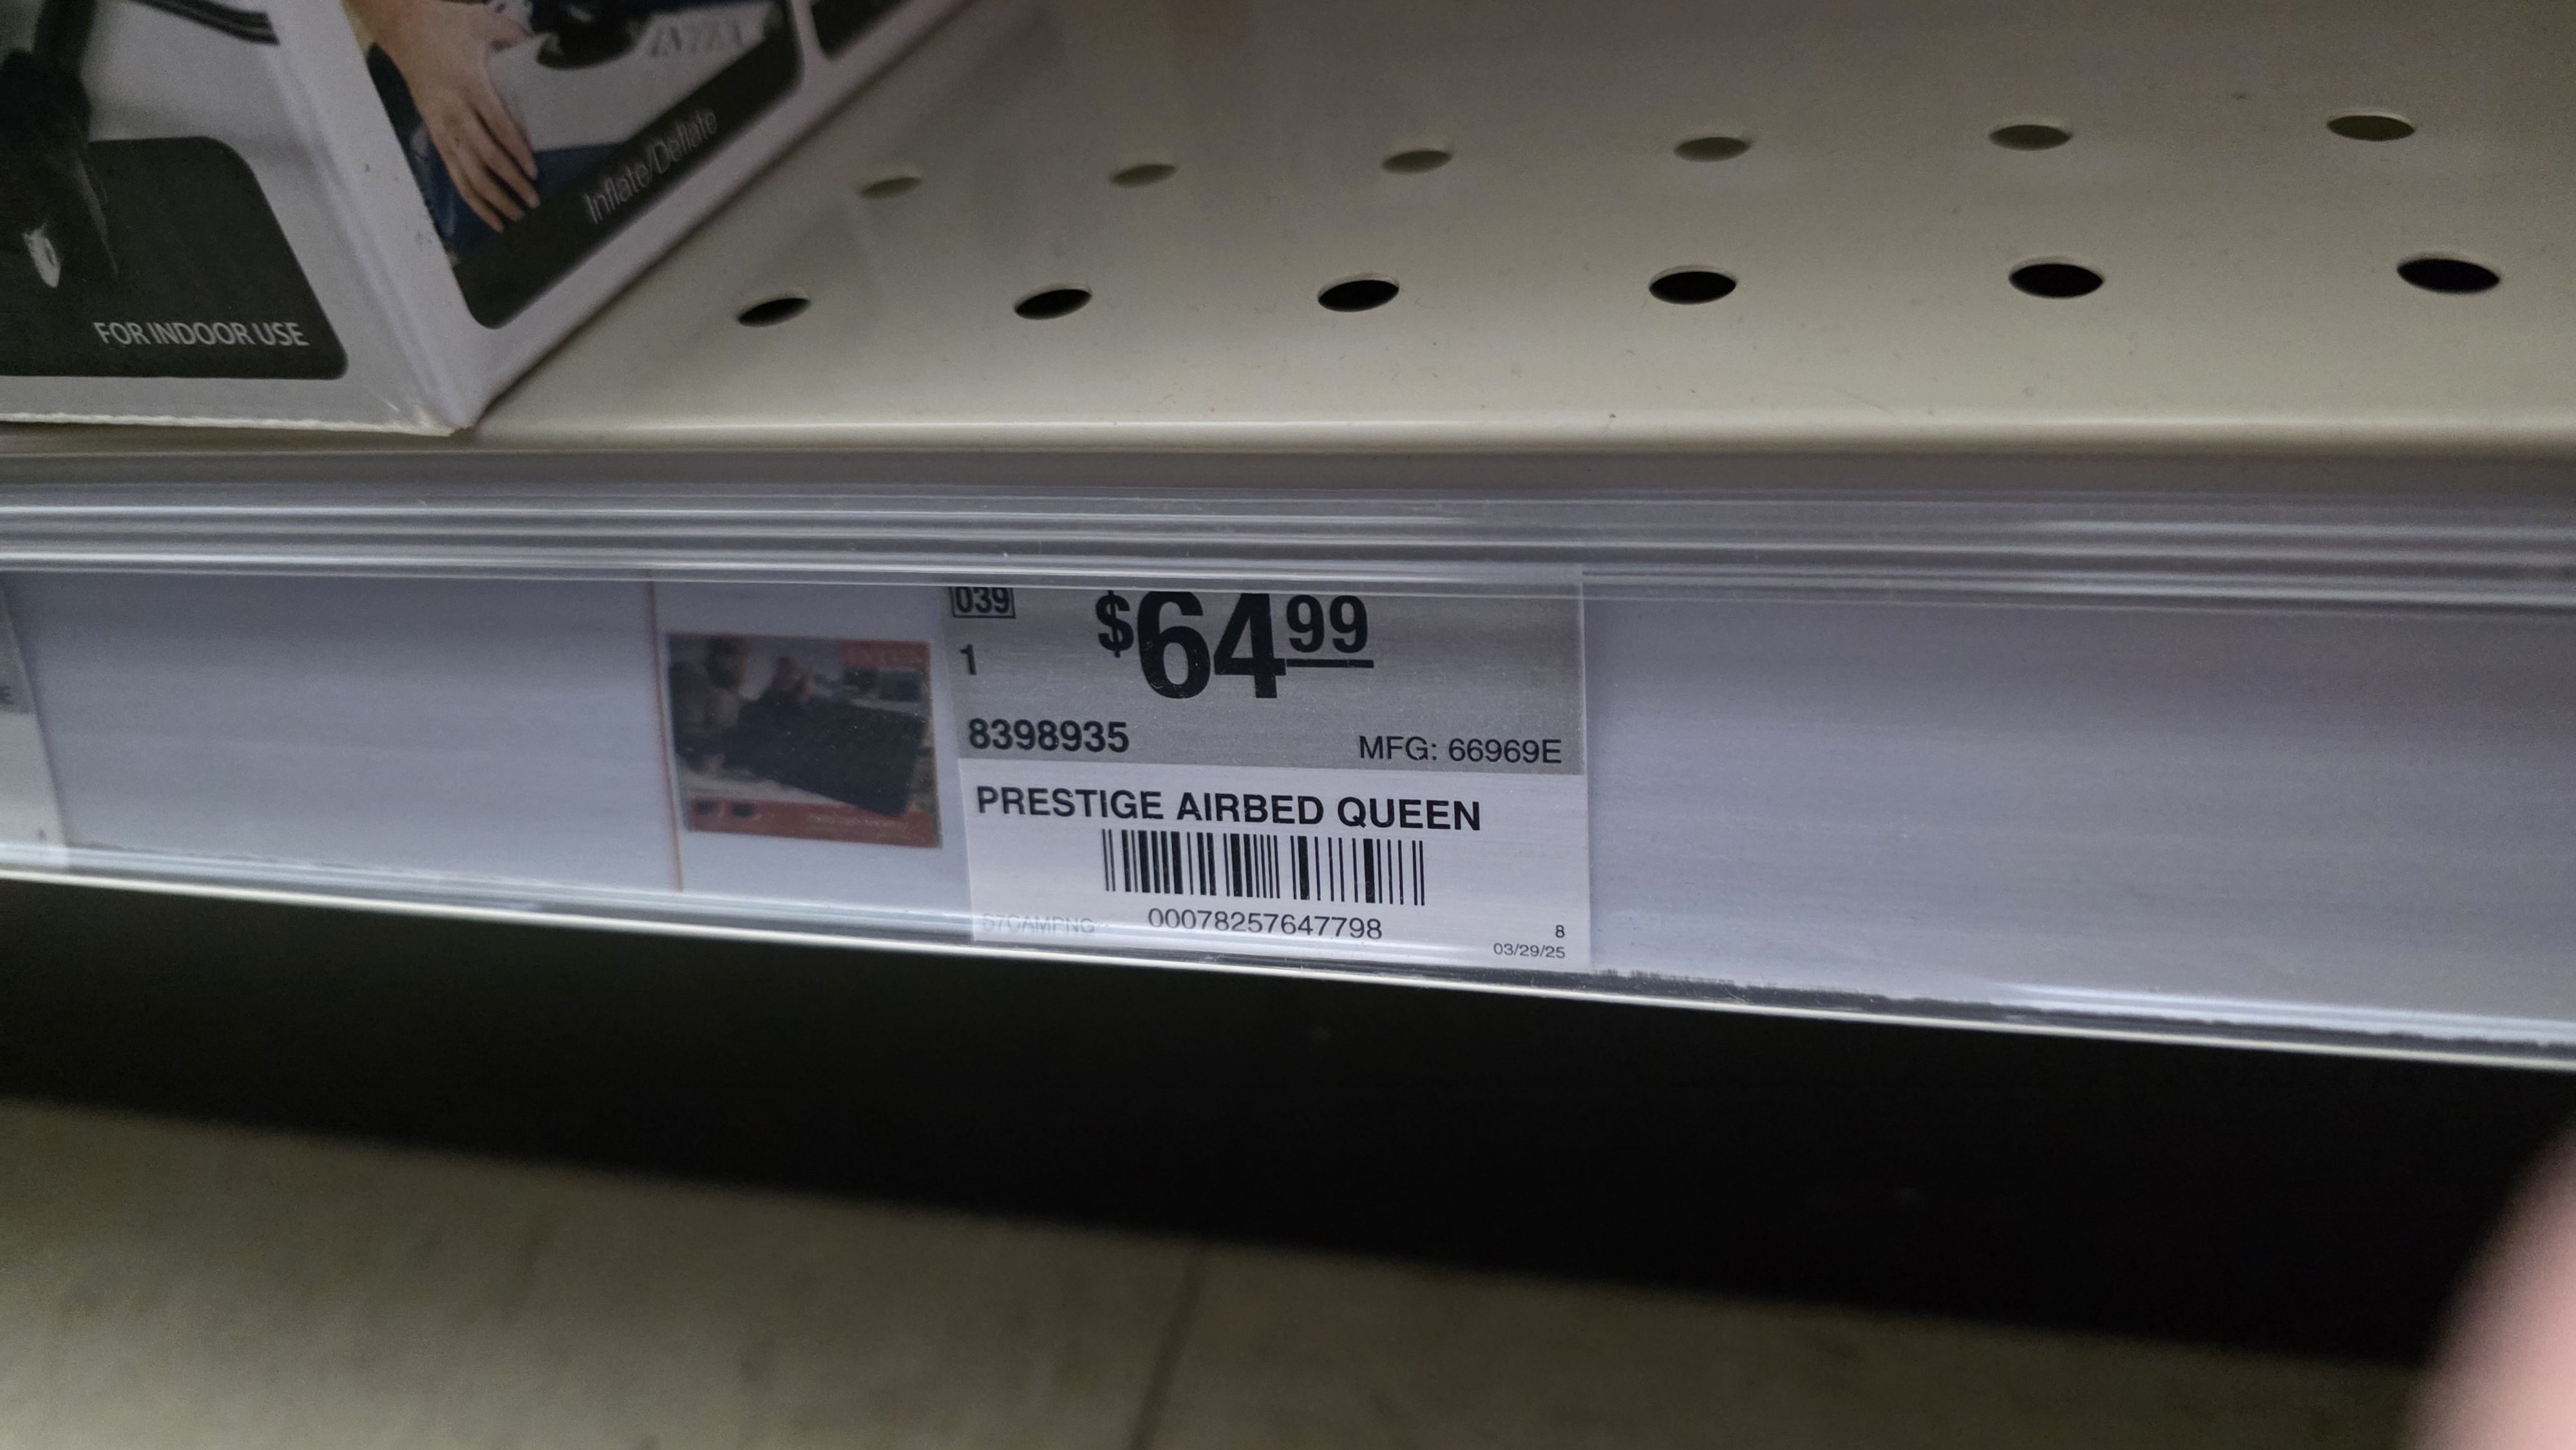 INTEX
Inflate/Deflate
FOR INDOOR USE
039
$64 99
1
8398935
MFG: 66969E
PRESTIGE AIRBED QUEEN
00078257647798
8
03/29/25